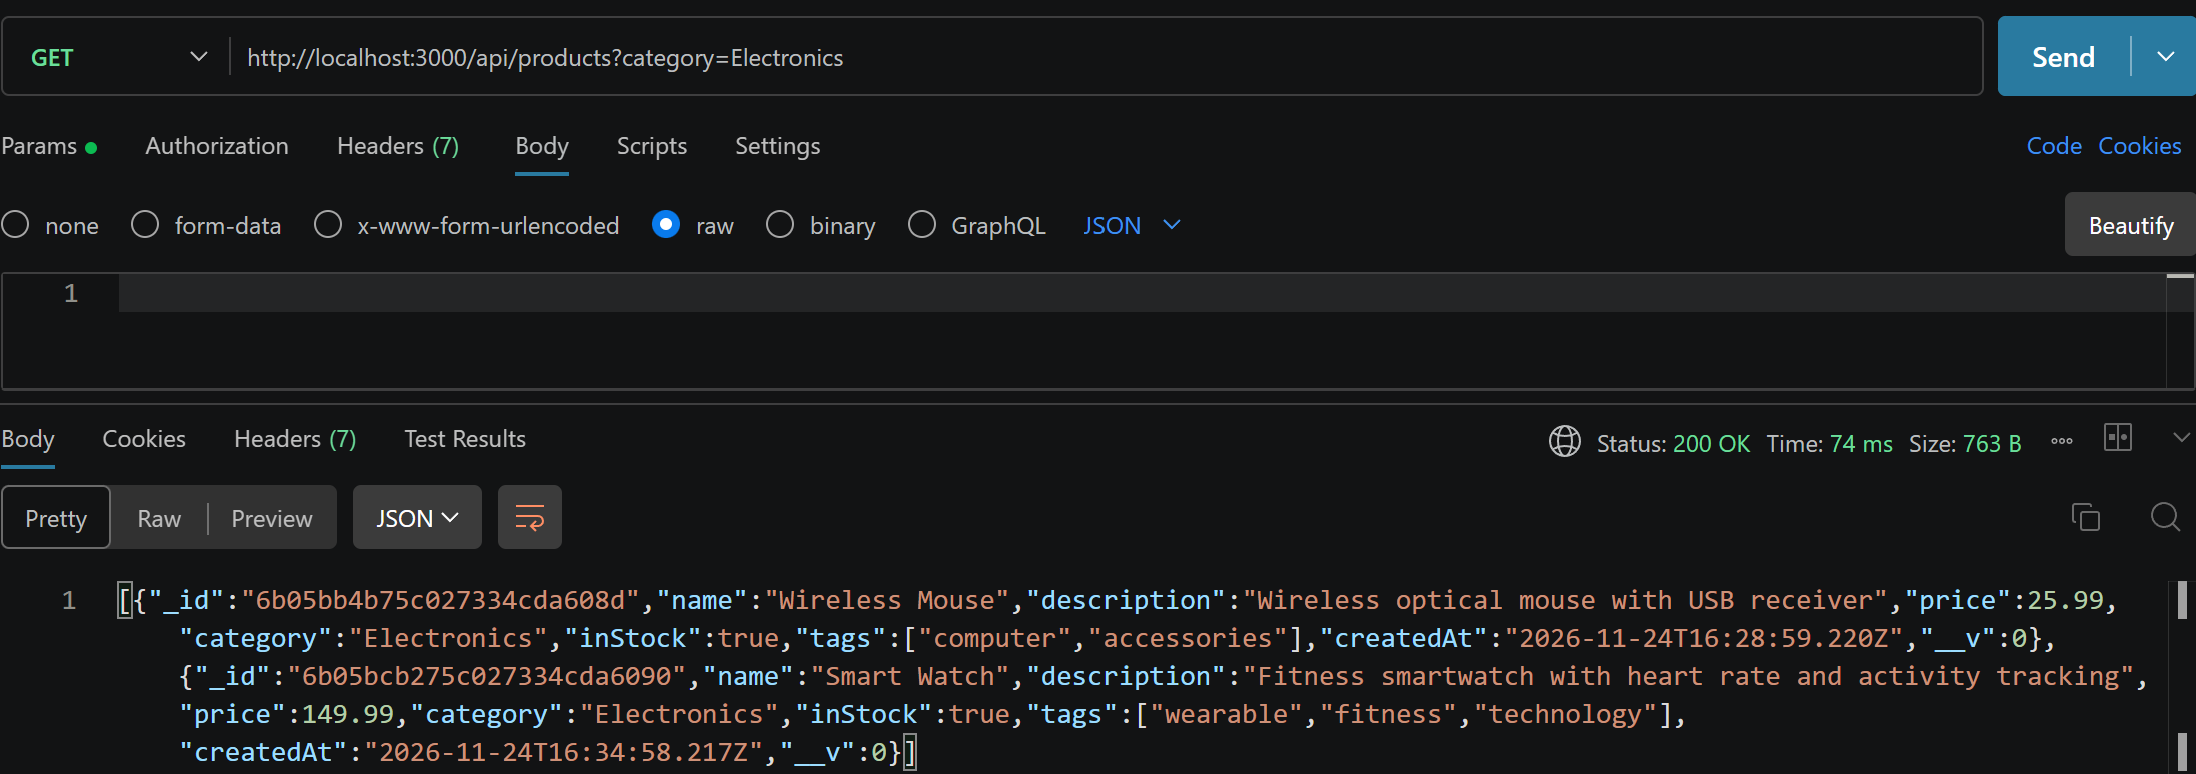 GET http://localhost:3000/api/products?category=Electronics Send
Params Authorization Headers (7) Body Scripts Settings Code Cookies
none form-data x-www-form-urlencoded raw binary GraphQL JSON Beautify
1
Body Cookies Headers (7) Test Results Status: 200 OK Time: 74 ms Size: 763 B
Pretty Raw Preview JSON
1 [{"_id":"6b05bb4b75c027334cda608d","name":"Wireless Mouse","description":"Wireless optical mouse with USB receiver","price":25.99,
"category":"Electronics","inStock":true,"tags":["computer","accessories"],"createdAt":"2026-11-24T16:28:59.220Z","__v":0},
{"_id":"6b05bcb275c027334cda6090","name":"Smart Watch","description":"Fitness smartwatch with heart rate and activity tracking",
"price":149.99,"category":"Electronics","inStock":true,"tags":["wearable","fitness","technology"],
"createdAt":"2026-11-24T16:34:58.217Z","__v":0}]